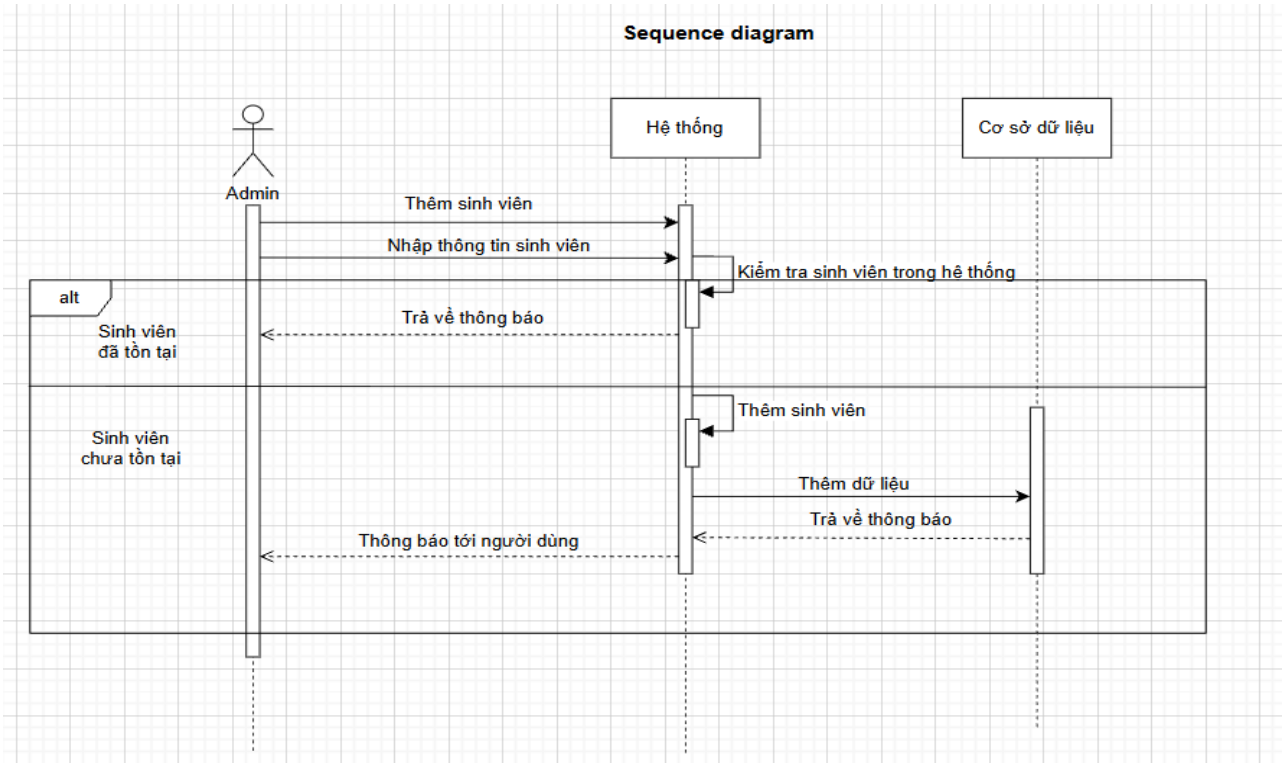 Sequence diagram
Hệ thống
Cơ sở dữ liệu
Admin
Thêm sinh viên
Nhập thông tin sinh viên
Kiểm tra sinh viên trong hê thống
alt
Trả về thông báo
Sinh viên
đã tồn tại
Thêm sinh viên
Sinh viên
chưa tồn tại
Thêm dữ liệu
Trả về thông báo
Thông báo tới người dùng